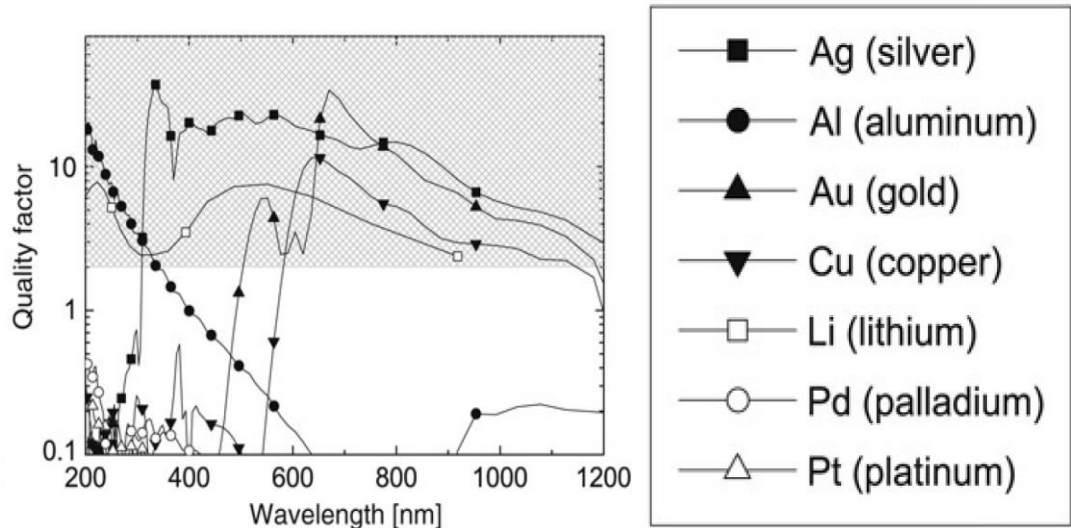 Quality factor
10
1
0.1
200
400
600
800
1000
1200
Wavelength [nm]
Ag (silver)
Al (aluminum)
Au (gold)
Cu (copper)
Li (lithium)
Pd (palladium)
Pt (platinum)